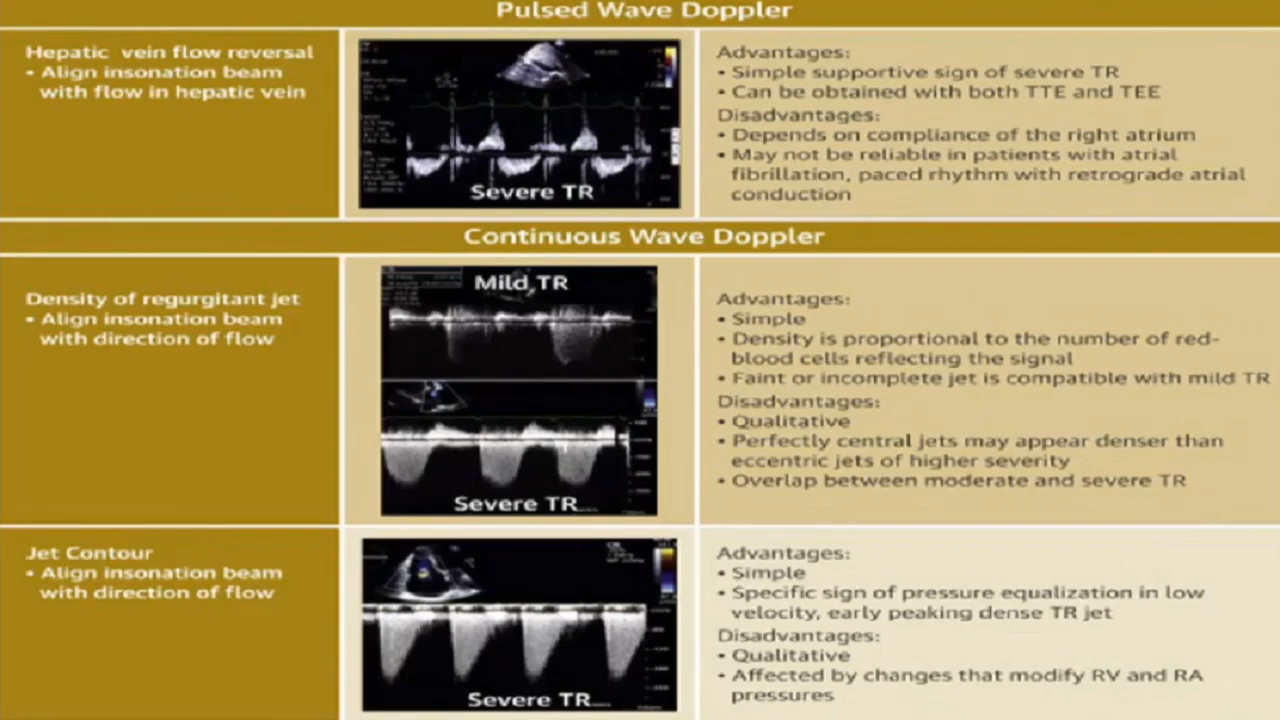 Pulsed Wave Doppler
Hepatic vein flow reversal
• Align insonation beam
with flow in hepatic vein
Severe TR
Advantages:
• Simple supportive sign of severe TR
• Can be obtained with both TTE and TEE
Disadvantages:
• Depends on compliance of the right atrium
• May not be reliable in patients with atrial
fibrillation, paced rhythm with retrograde atrial
conduction
Continuous Wave Doppler
Density of regurgitant jet
• Align insonation beam
with direction of flow
Mild TR
Severe TR
Advantages:
• Simple
• Density is proportional to the number of red-
blood cells reflecting the signal
• Faint or incomplete jet is compatible with mild TR
Disadvantages:
• Qualitative
• Perfectly central jets may appear denser than
eccentric jets of higher severity
• Overlap between moderate and severe TR
Jet Contour
• Align insonation beam
with direction of flow
Severe TR
Advantages:
• Simple
• Specific sign of pressure equalization in low
velocity, early peaking dense TR jet
Disadvantages:
• Qualitative
• Affected by changes that modify RV and RA
pressures